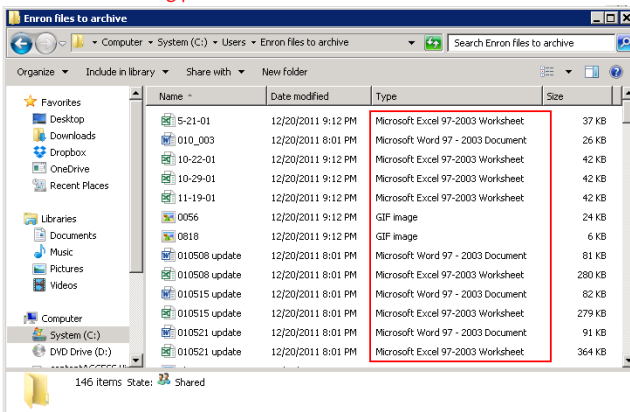 Enron files to archive
Computer System (C:) Users Enron files to archive
Search Enron files to archive
Organize Include in library Share with New folder
Favorites
Desktop
Downloads
Dropbox
OneDrive
Recent Places
Libraries
Documents
Music
Pictures
Videos
Computer
System (C:)
DVD Drive (D:)
Name Date modified Type Size
5-21-01 12/20/2011 9:12 PM Microsoft Excel 97-2003 Worksheet 37 KB
010_003 12/20/2011 8:01 PM Microsoft Word 97 - 2003 Document 26 KB
10-22-01 12/20/2011 9:12 PM Microsoft Excel 97-2003 Worksheet 42 KB
10-29-01 12/20/2011 9:12 PM Microsoft Excel 97-2003 Worksheet 42 KB
11-19-01 12/20/2011 9:12 PM Microsoft Excel 97-2003 Worksheet 42 KB
0056 12/20/2011 9:12 PM GIF image 24 KB
0818 12/20/2011 9:12 PM GIF image 6 KB
010508 update 12/20/2011 8:01 PM Microsoft Word 97 - 2003 Document 81 KB
010508 update 12/20/2011 8:01 PM Microsoft Excel 97-2003 Worksheet 280 KB
010515 update 12/20/2011 8:01 PM Microsoft Word 97 - 2003 Document 82 KB
010515 update 12/20/2011 8:01 PM Microsoft Excel 97-2003 Worksheet 279 KB
010521 update 12/20/2011 8:01 PM Microsoft Word 97 - 2003 Document 91 KB
010521 update 12/20/2011 8:01 PM Microsoft Excel 97-2003 Worksheet 364 KB
146 items State: Shared